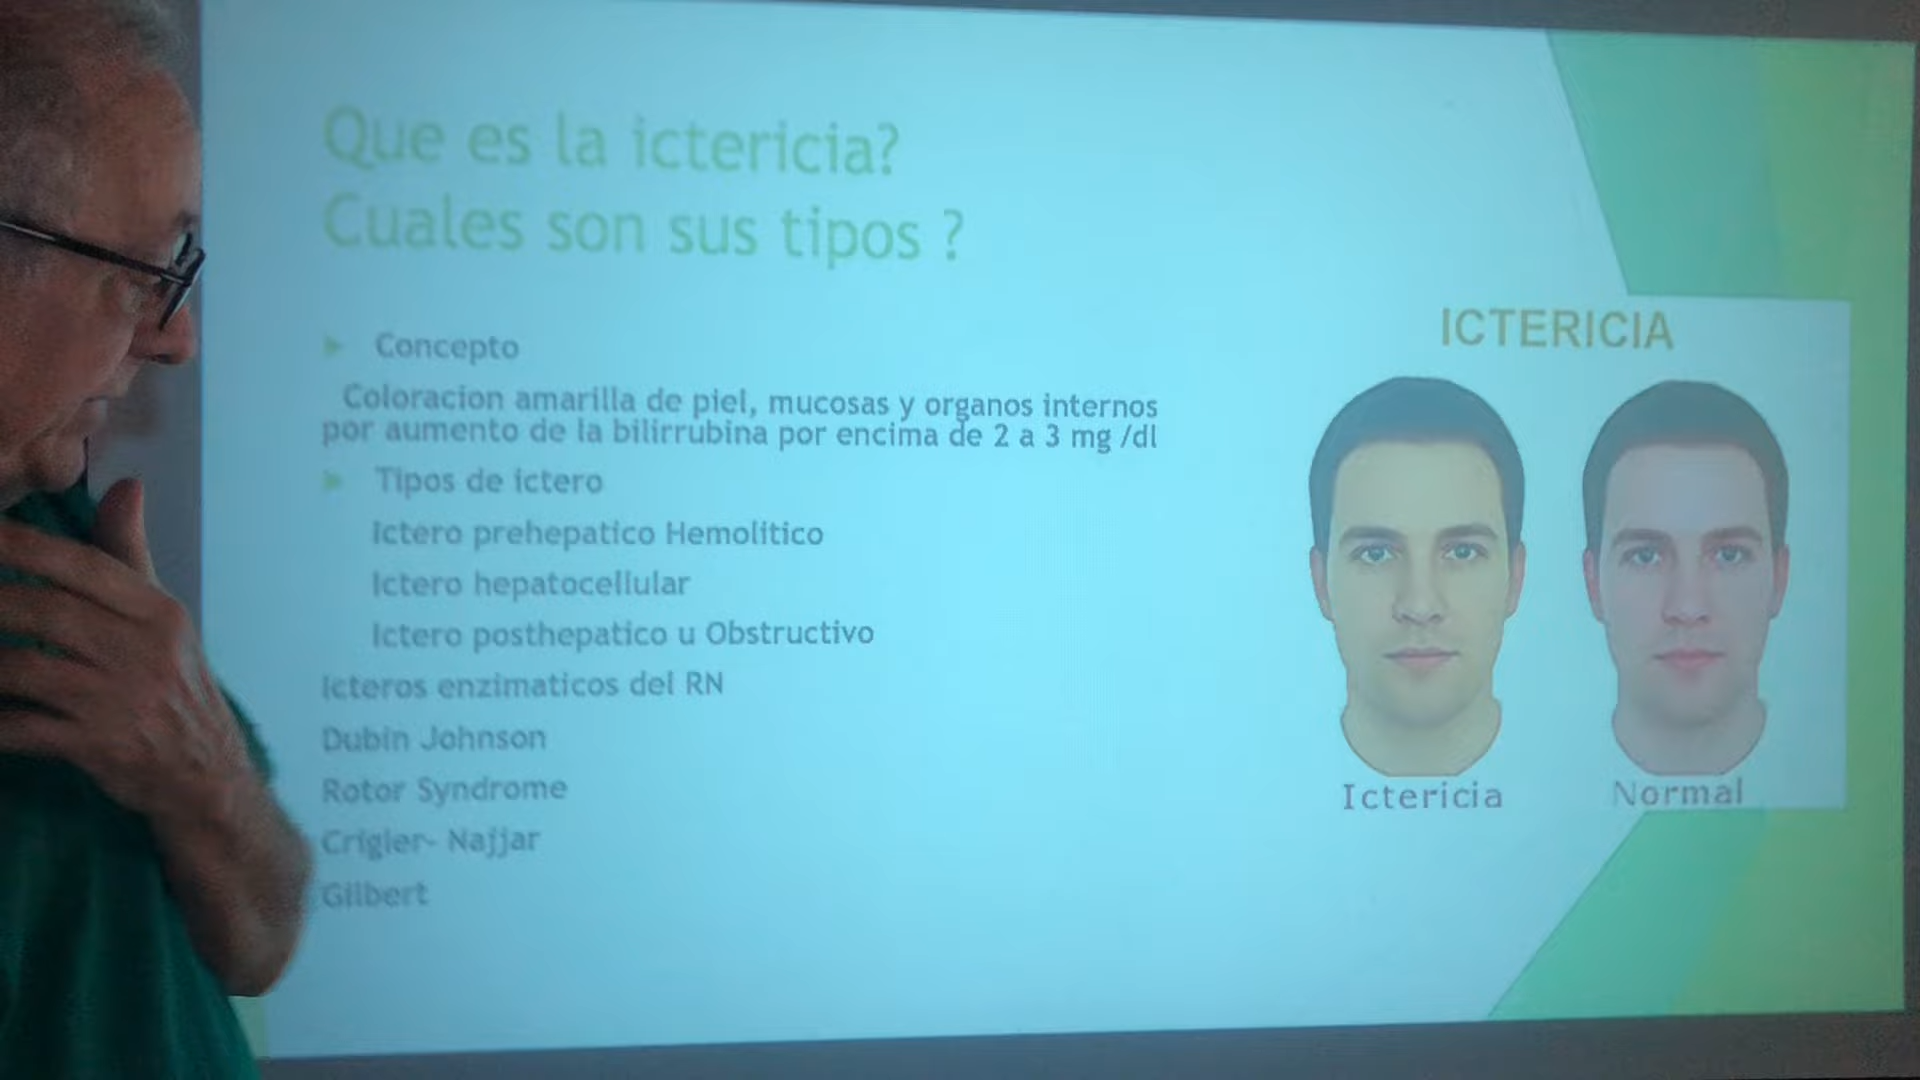 Que es la ictericia?
Cuales son sus tipos ?
Concepto
Coloracion amarilla de piel, mucosas y organos internos
por aumento de la bilirrubina por encima de 2 a 3 mg /dl
Tipos de ictero
Ictero prehepatico Hemolitico
Ictero hepatocellular
Ictero posthepatico u Obstructivo
Icteros enzimaticos del RN
Dubin Johnson
Rotor Syndrome
Crigler- Najjar
Gilbert
ICTERICIA
Ictericia
Normal